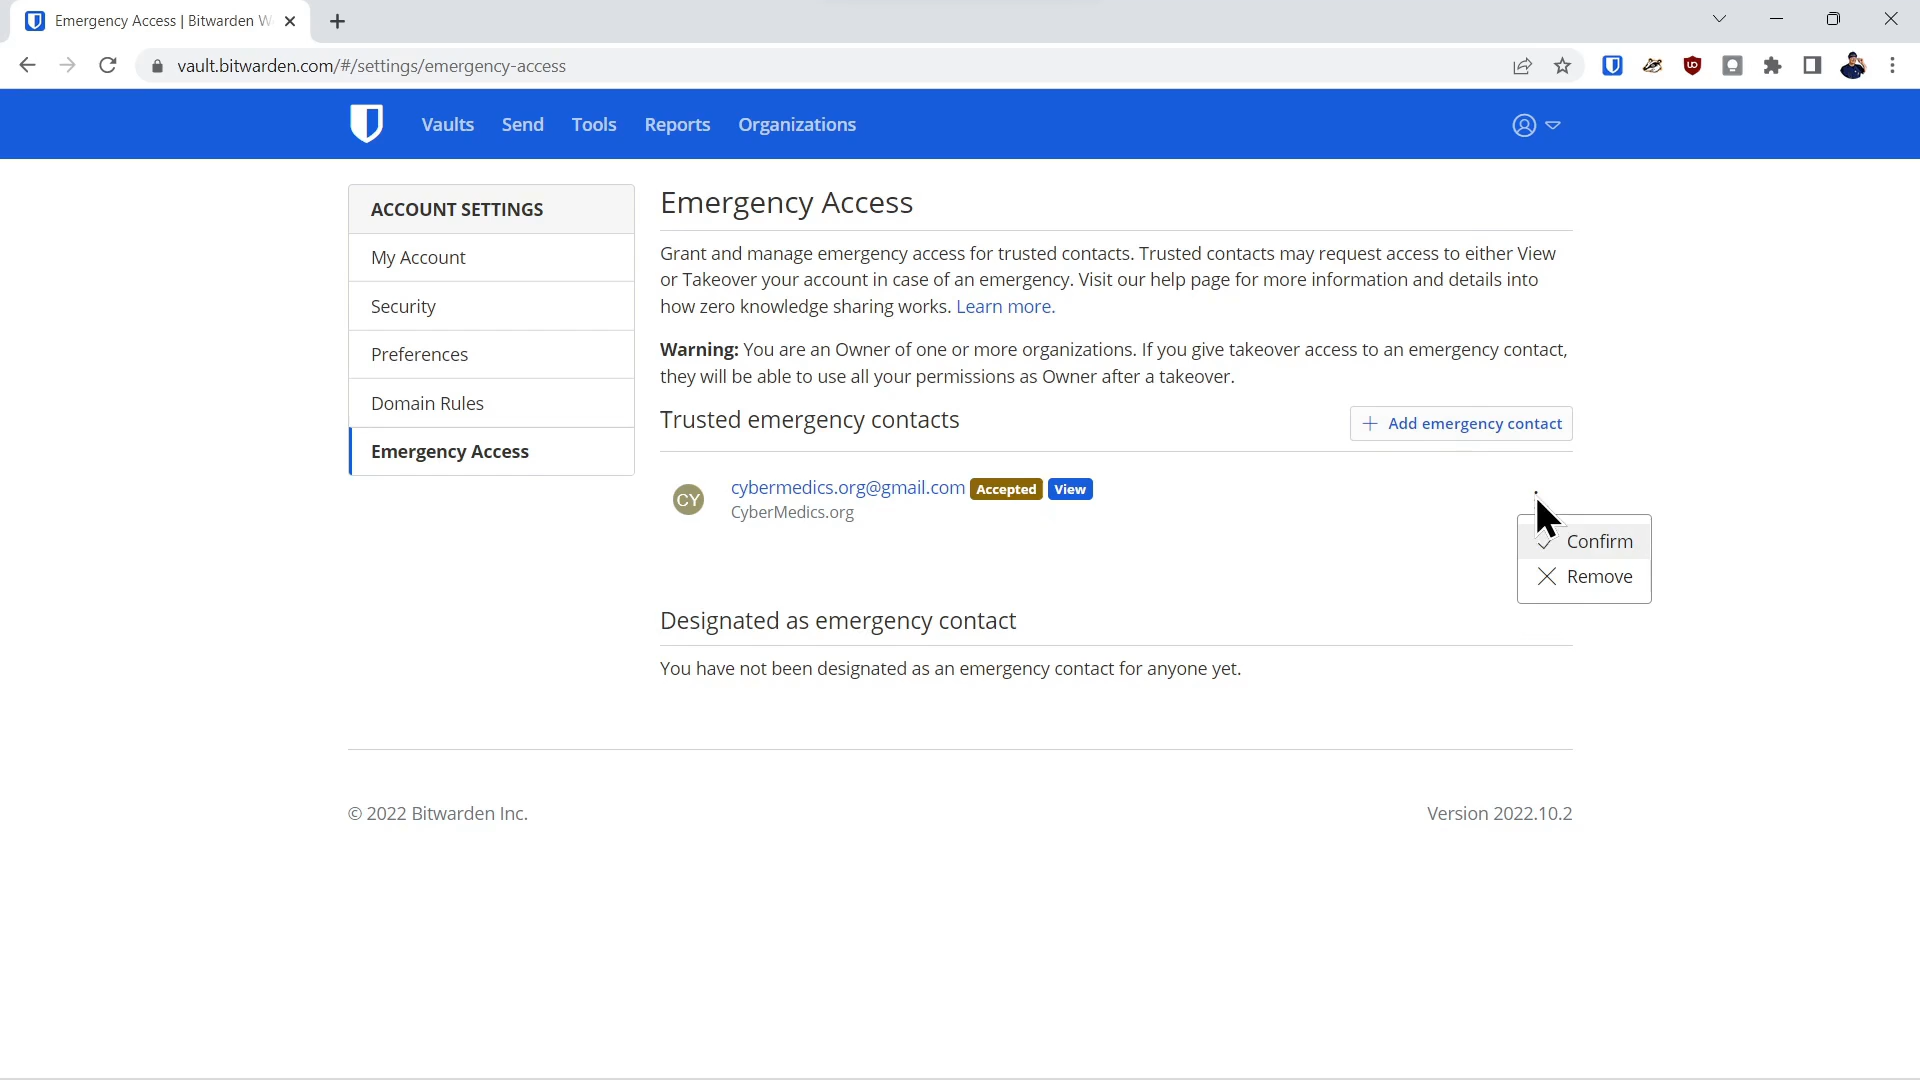 Emergency Access | Bitwarden W
vault.bitwarden.com/#/settings/emergency-access
Vaults Send Tools Reports Organizations
ACCOUNT SETTINGS
My Account
Security
Preferences
Domain Rules
Emergency Access
Emergency Access
Grant and manage emergency access for trusted contacts. Trusted contacts may request access to either View
or Takeover your account in case of an emergency. Visit our help page for more information and details into
how zero knowledge sharing works. Learn more.
Warning: You are an Owner of one or more organizations. If you give takeover access to an emergency contact,
they will be able to use all your permissions as Owner after a takeover.
Trusted emergency contacts
Add emergency contact
CY
cybermedics.org@gmail.com Accepted View
CyberMedics.org
Confirm
Remove
Designated as emergency contact
You have not been designated as an emergency contact for anyone yet.
© 2022 Bitwarden Inc.
Version 2022.10.2